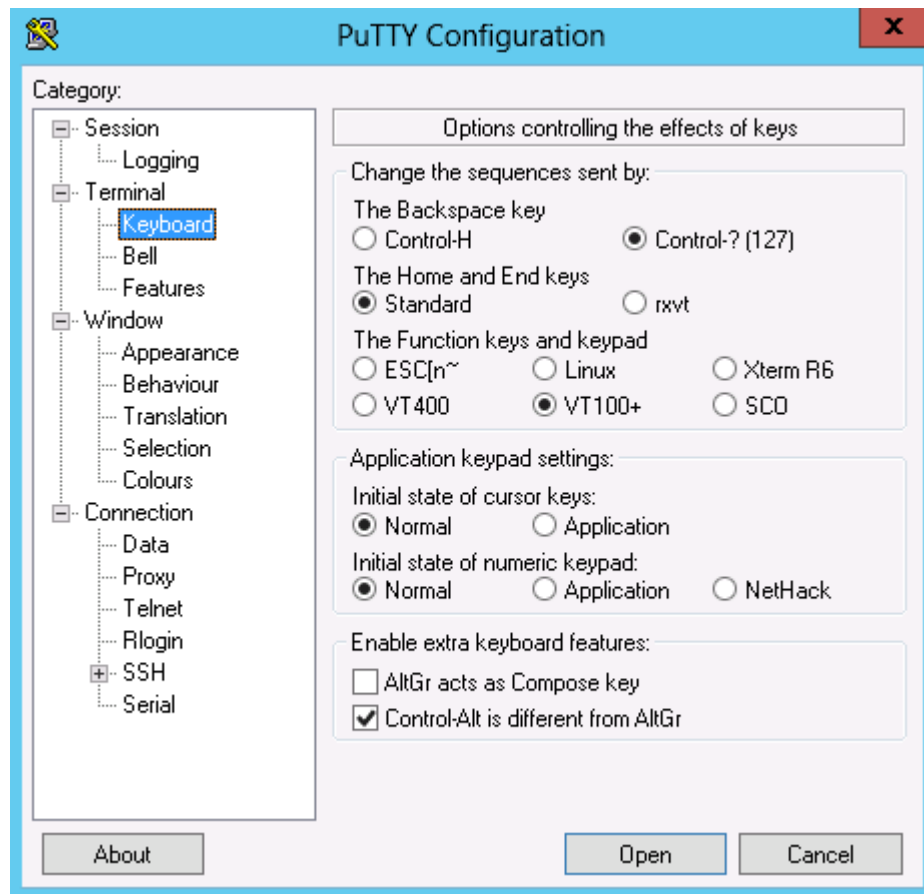 PuTTY Configuration
x
Category:
Session
Logging
Terminal
Keyboard
Bell
Features
Window
Appearance
Behaviour
Translation
Selection
Colours
Connection
Data
Proxy
Telnet
Rlogin
SSH
Serial
Options controlling the effects of keys
Change the sequences sent by:
The Backspace key
Control-H Control-? (127)
The Home and End keys
Standard rxvt
The Function keys and keypad
ESC[n~ Linux Xterm R6
VT400 VT100+ SCO
Application keypad settings:
Initial state of cursor keys:
Normal Application
Initial state of numeric keypad:
Normal Application NetHack
Enable extra keyboard features:
AltGr acts as Compose key
Control-Alt is different from AltGr
About Open Cancel